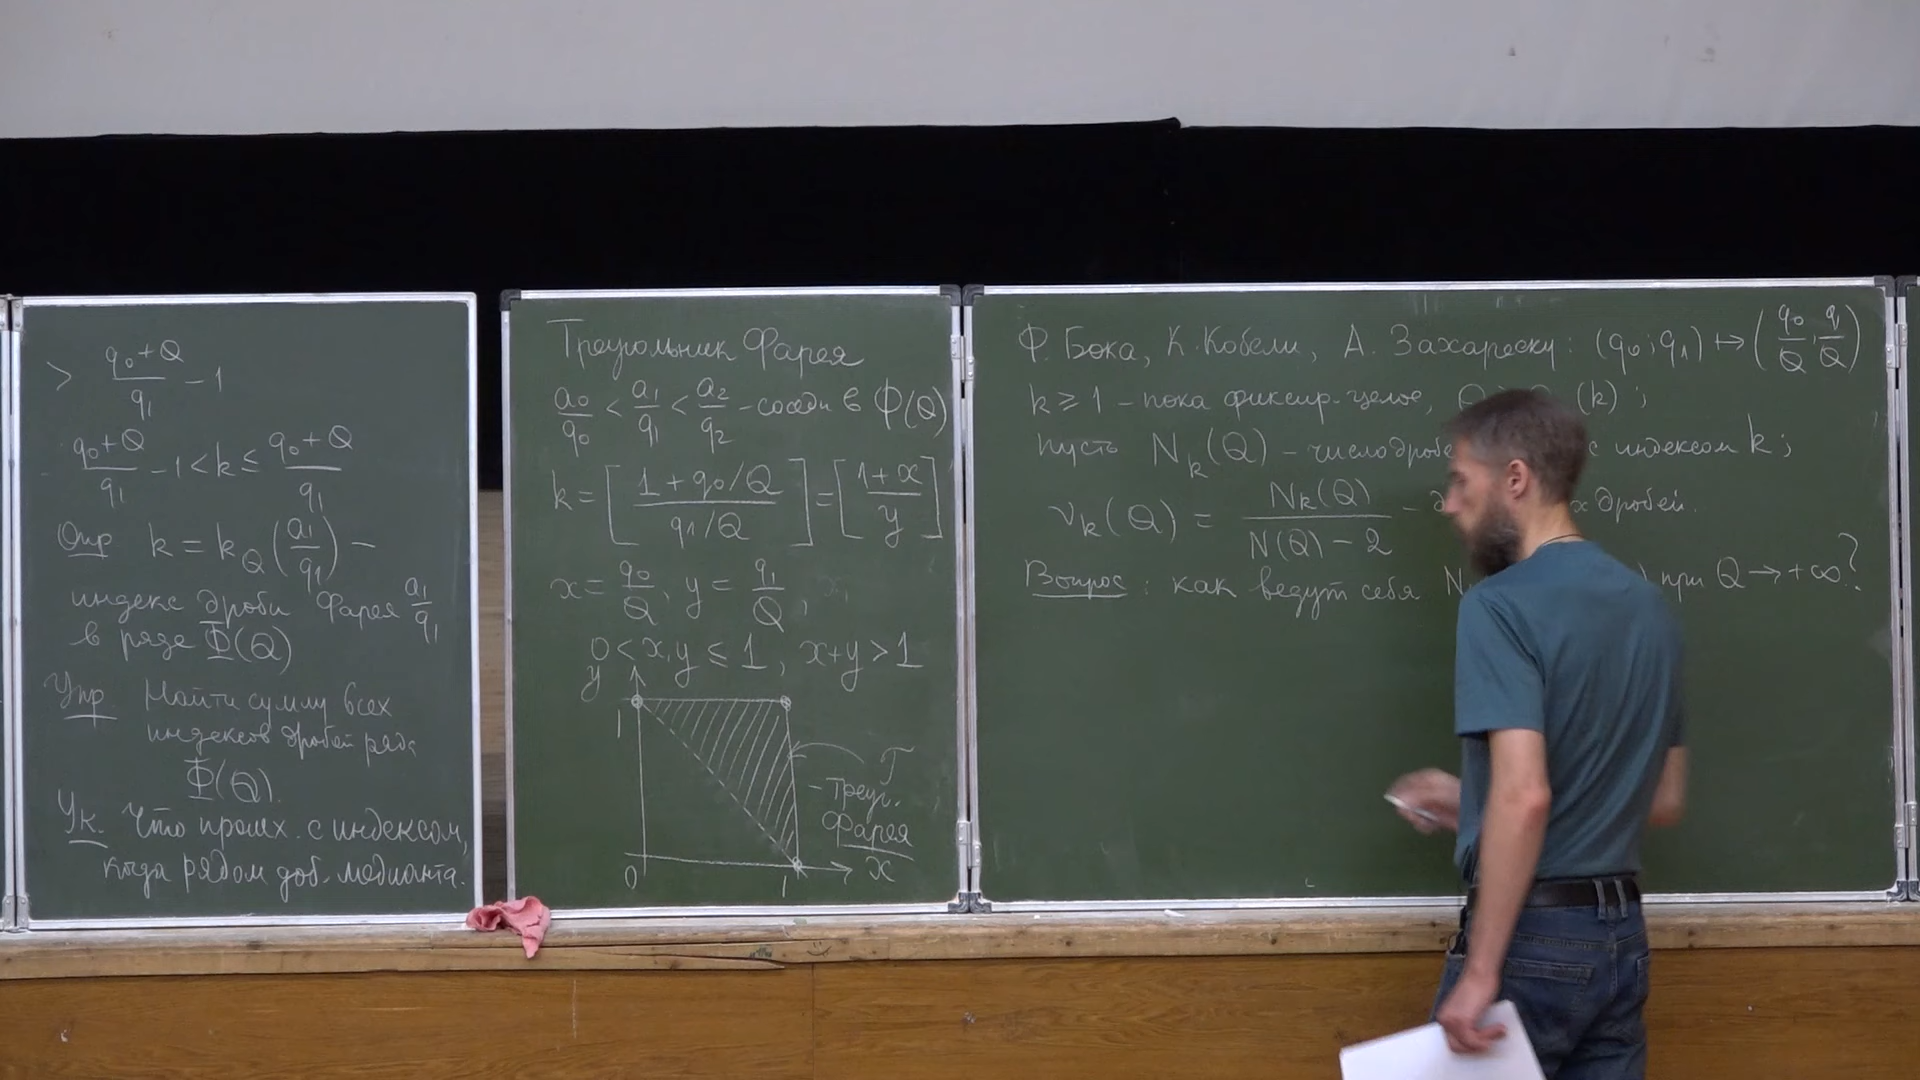 > (q₀+Q)/q₁ − 1
(q₀+Q)/q₁ − 1 < k ≤ (q₀+Q)/q₁
Опр k = k_Q(a₁/q₁) –
индекс дроби Фарея a₁/q₁
в ряде Φ(Q)
Упр. Найти сумму всех
индексов дробей ряда
Φ(Q).
Ук. Что произх. с индексом,
когда рядом доб. медианта.
Треугольник Фарея
a₀/q₀ < a₁/q₁ < a₂/q₂ – соседи в Φ(Q)
k = [(1 + q₀/Q)/(q₁/Q)] = [(1+x)/y]
x = q₀/Q, y = q₁/Q,
0 < x, y ≤ 1, x+y > 1
y
1
T
– треуг.
Фарея
0
1
x
Ф. Бока, К. Кобели, А. Захареску: (q₀; q₁) ↦ (q₀/Q; q/Q)
k ⩾ 1 – пока фиксир. целое, (k);
пусть N_k(Q) – число дробе с индексом k;
ν_k(Q) = N_k(Q)/(N(Q) − 2) – х дробей.
Вопрос: как ведут себя N при Q → +∞?